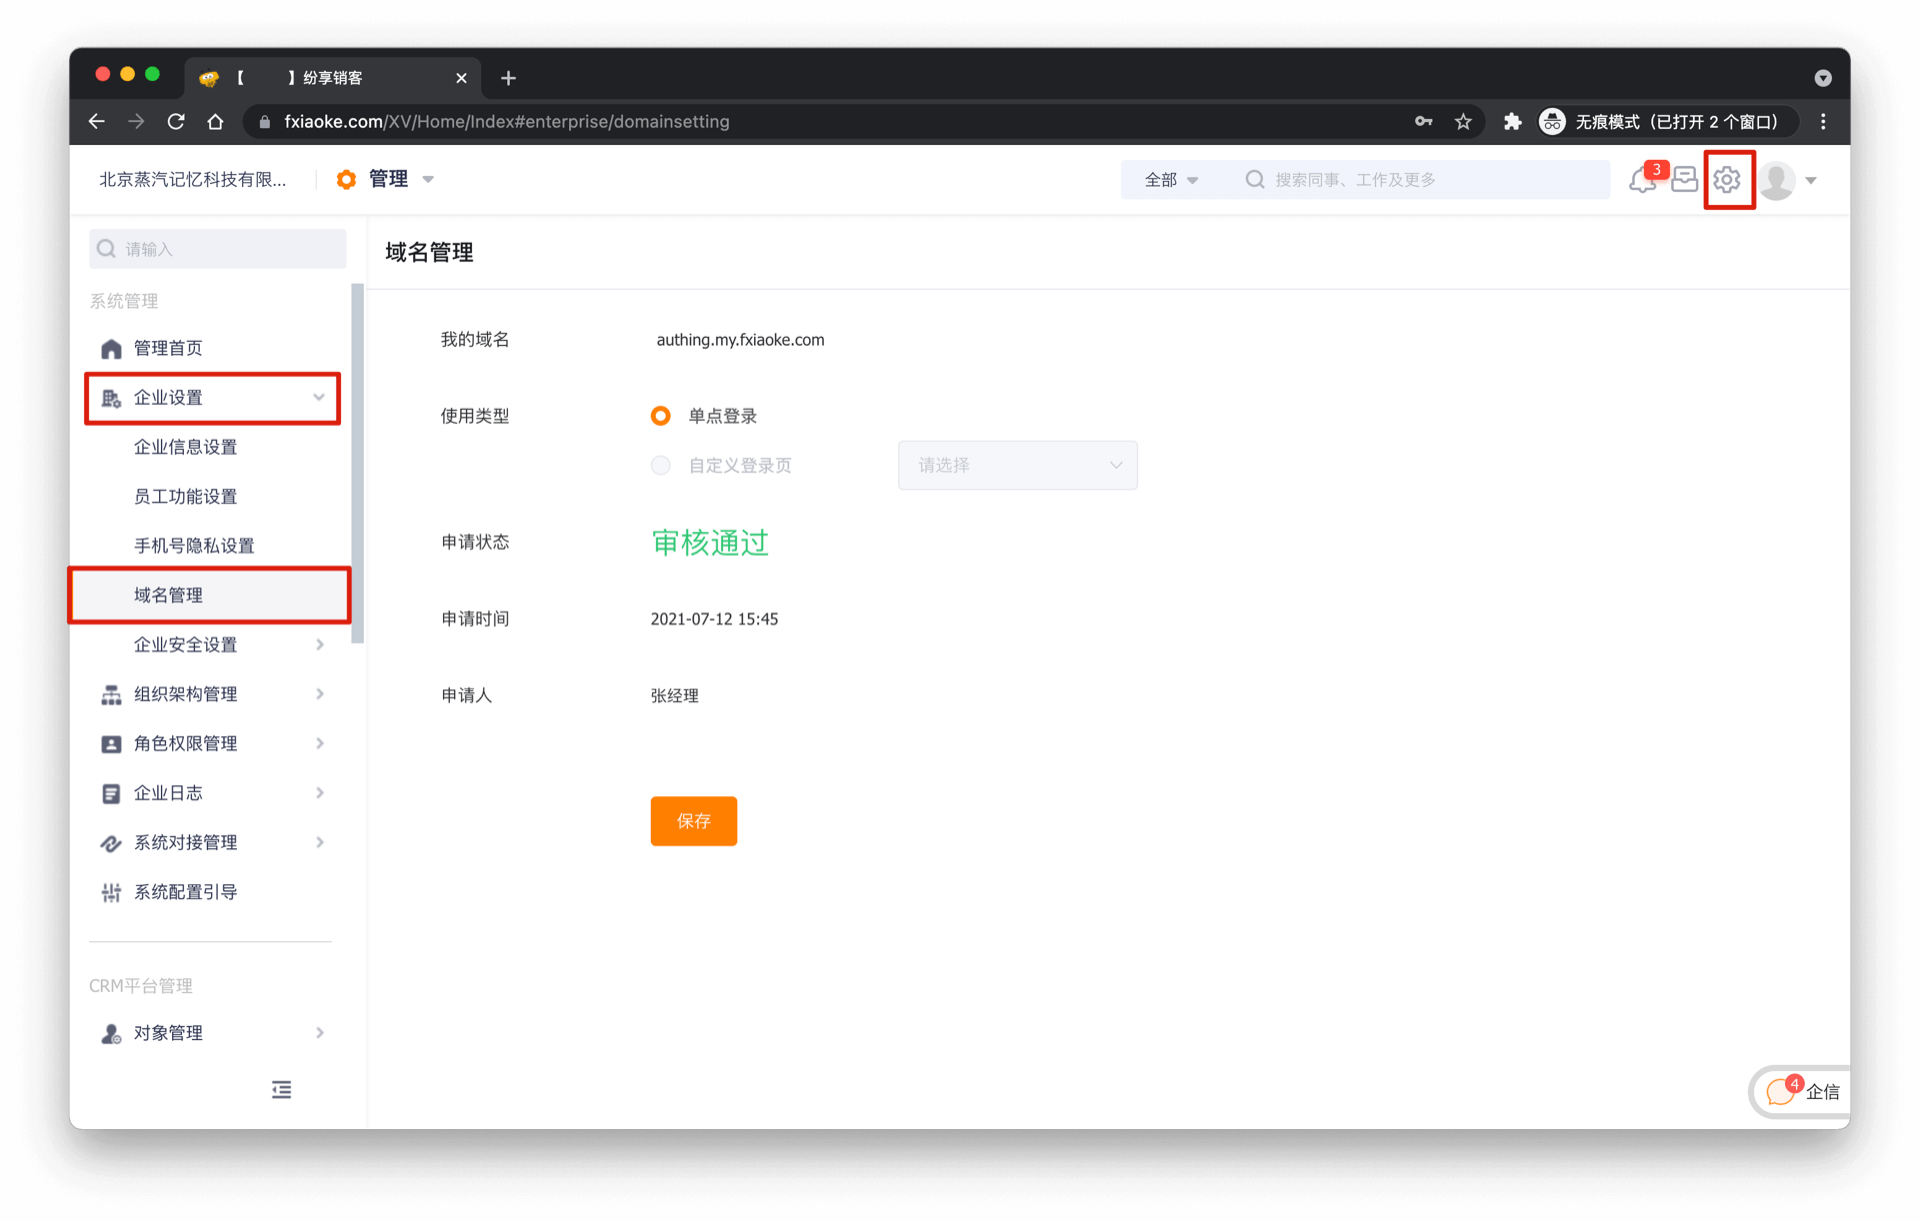 【 】纷享销客
fxiaoke.com/XV/Home/Index#enterprise/domainsetting
无痕模式（已打开 2 个窗口）
北京蒸汽记忆科技有限...
管理
全部
搜索同事、工作及更多
3
请输入
系统管理
管理首页
企业设置
企业信息设置
员工功能设置
手机号隐私设置
域名管理
企业安全设置
组织架构管理
角色权限管理
企业日志
系统对接管理
系统配置引导
CRM平台管理
对象管理
域名管理
我的域名
authing.my.fxiaoke.com
使用类型
单点登录
自定义登录页
请选择
申请状态
审核通过
申请时间
2021-07-12 15:45
申请人
张经理
保存
4
企信